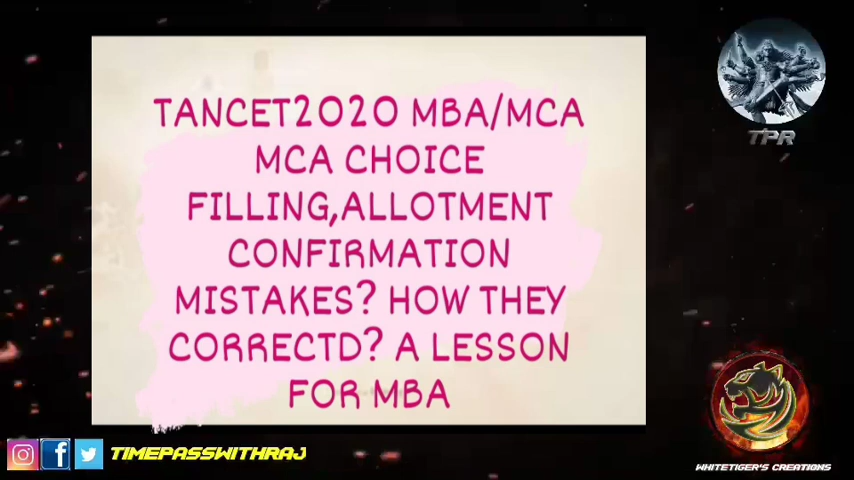 TANCET2020 MBA/MCA
MCA CHOICE
FILLING,ALLOTMENT
CONFIRMATION
MISTAKES? HOW THEY
CORRECTD? A LESSON
FOR MBA
TPR
TIMEPASSWITHRAJ
WHITETIGER'S CREATIONS